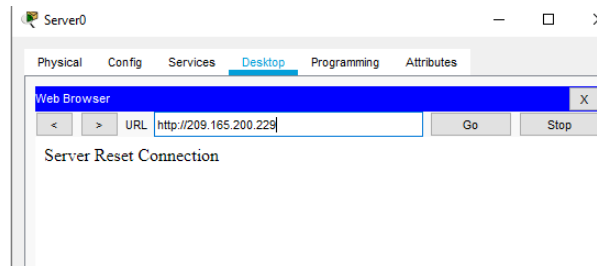 Server0
Physical Config Services Desktop Programming Attributes
Web Browser X
< > URL http://209.165.200.229 Go Stop
Server Reset Connection